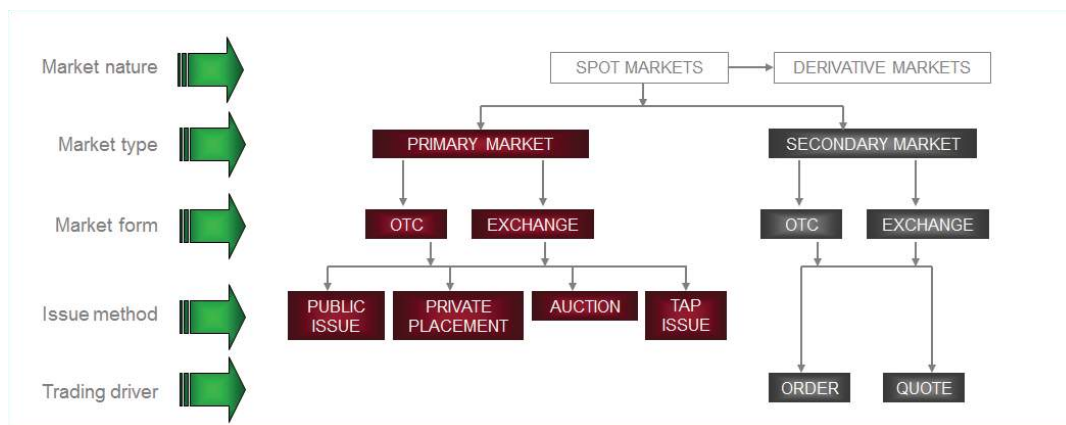 Market nature
SPOT MARKETS
DERIVATIVE MARKETS
Market type
PRIMARY MARKET
SECONDARY MARKET
Market form
OTC
EXCHANGE
OTC
EXCHANGE
Issue method
PUBLIC
ISSUE
PRIVATE
PLACEMENT
AUCTION
TAP
ISSUE
Trading driver
ORDER
QUOTE